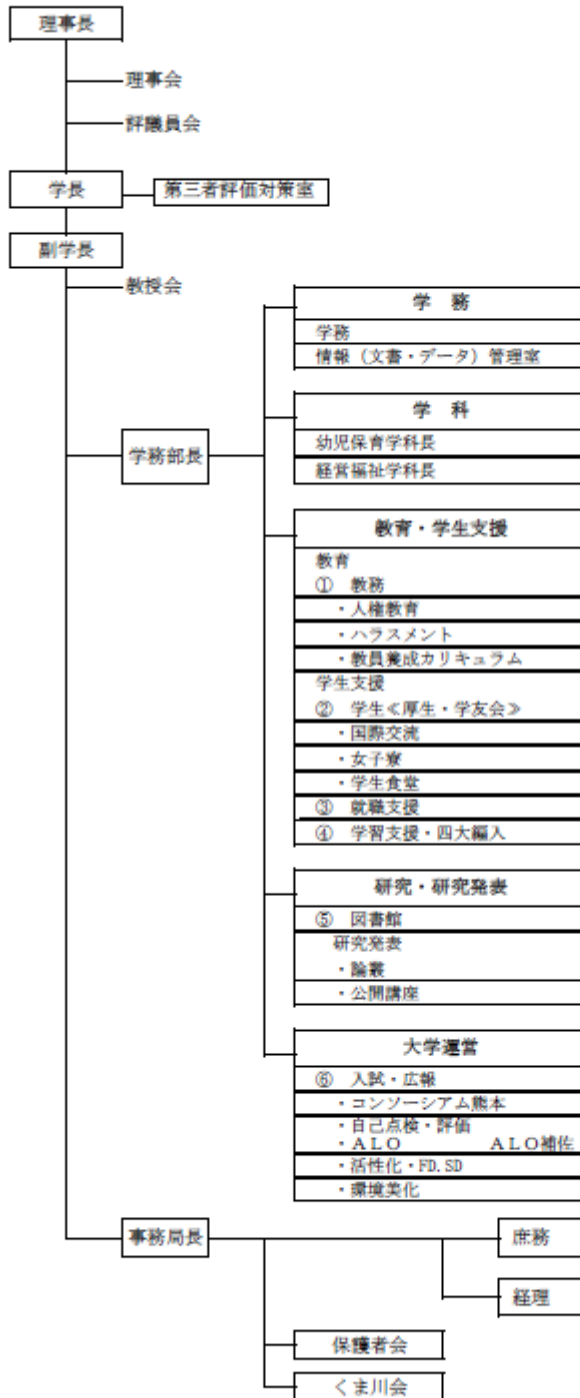 理事長
理事会
評議員会
学長
第三者評価対策室
副学長
教授会
学務部長
学　務
学務
情報（文書・データ）管理室
学　科
幼児保育学科長
経営福祉学科長
教育・学生支援
教育
①　教務
・人権教育
・ハラスメント
・教員養成カリキュラム
学生支援
②　学生≪厚生・学友会≫
・国際交流
・女子寮
・学生食堂
③　就職支援
④　学習支援・四大編入
研究・研究発表
⑤　図書館
研究発表
・論叢
・公開講座
大学運営
⑥　入試・広報
・コンソーシアム熊本
・自己点検・評価
・ＡＬＯ　　　　ＡＬＯ補佐
・活性化・FD.SD
・環境美化
事務局長
庶務
経理
保護者会
くま川会